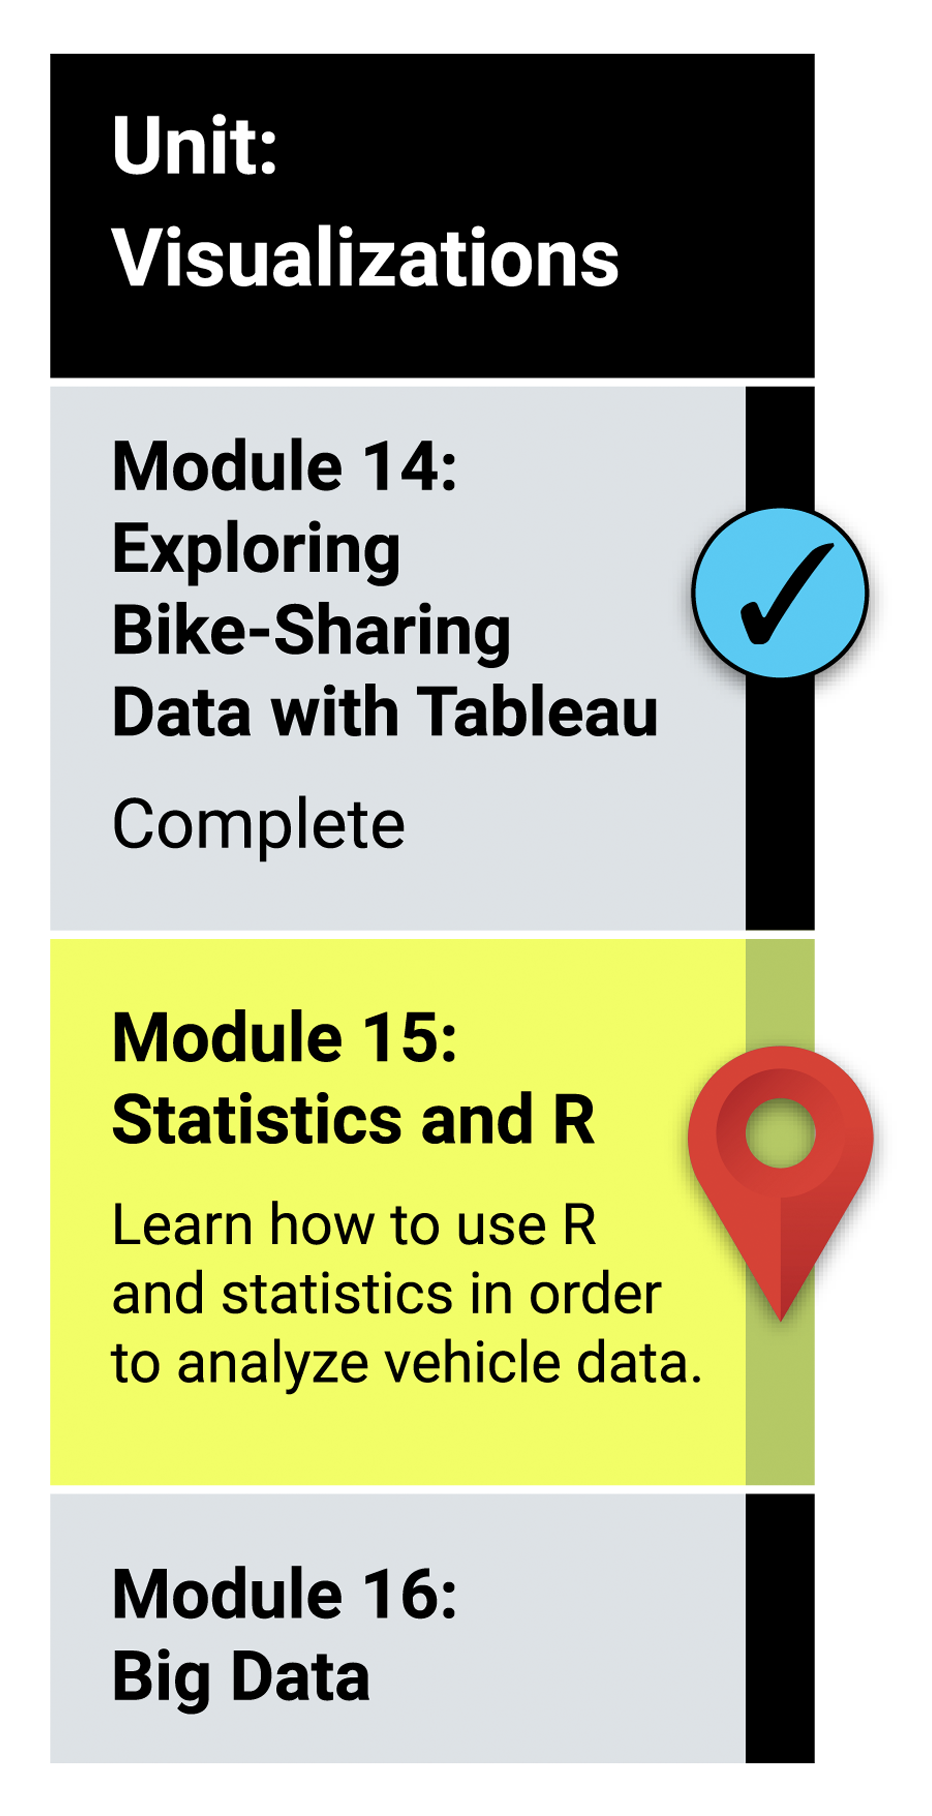 Unit:
Visualizations
Module 14:
Exploring
Bike-Sharing
Data with Tableau
Complete
Module 15:
Statistics and R
Learn how to use R
and statistics in order
to analyze vehicle data.
Module 16:
Big Data